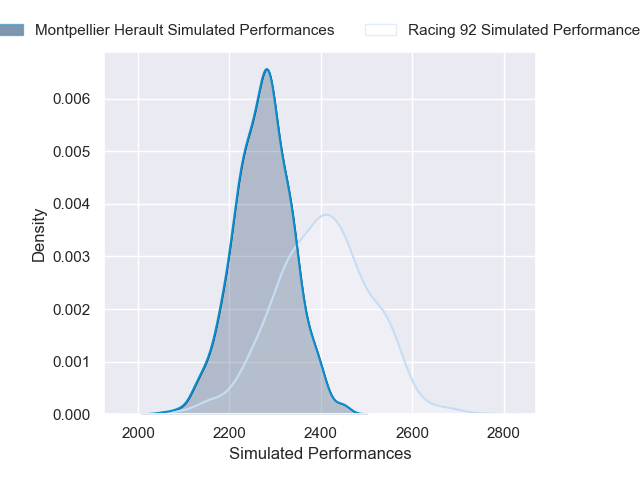 Montpellier Herault Simulated Performances
Racing 92 Simulated Performance
0.006
0.005
0.004
0.003
0.002
0.001
0.000
Density
2000 2200 2400 2600 2800
Simulated Performances